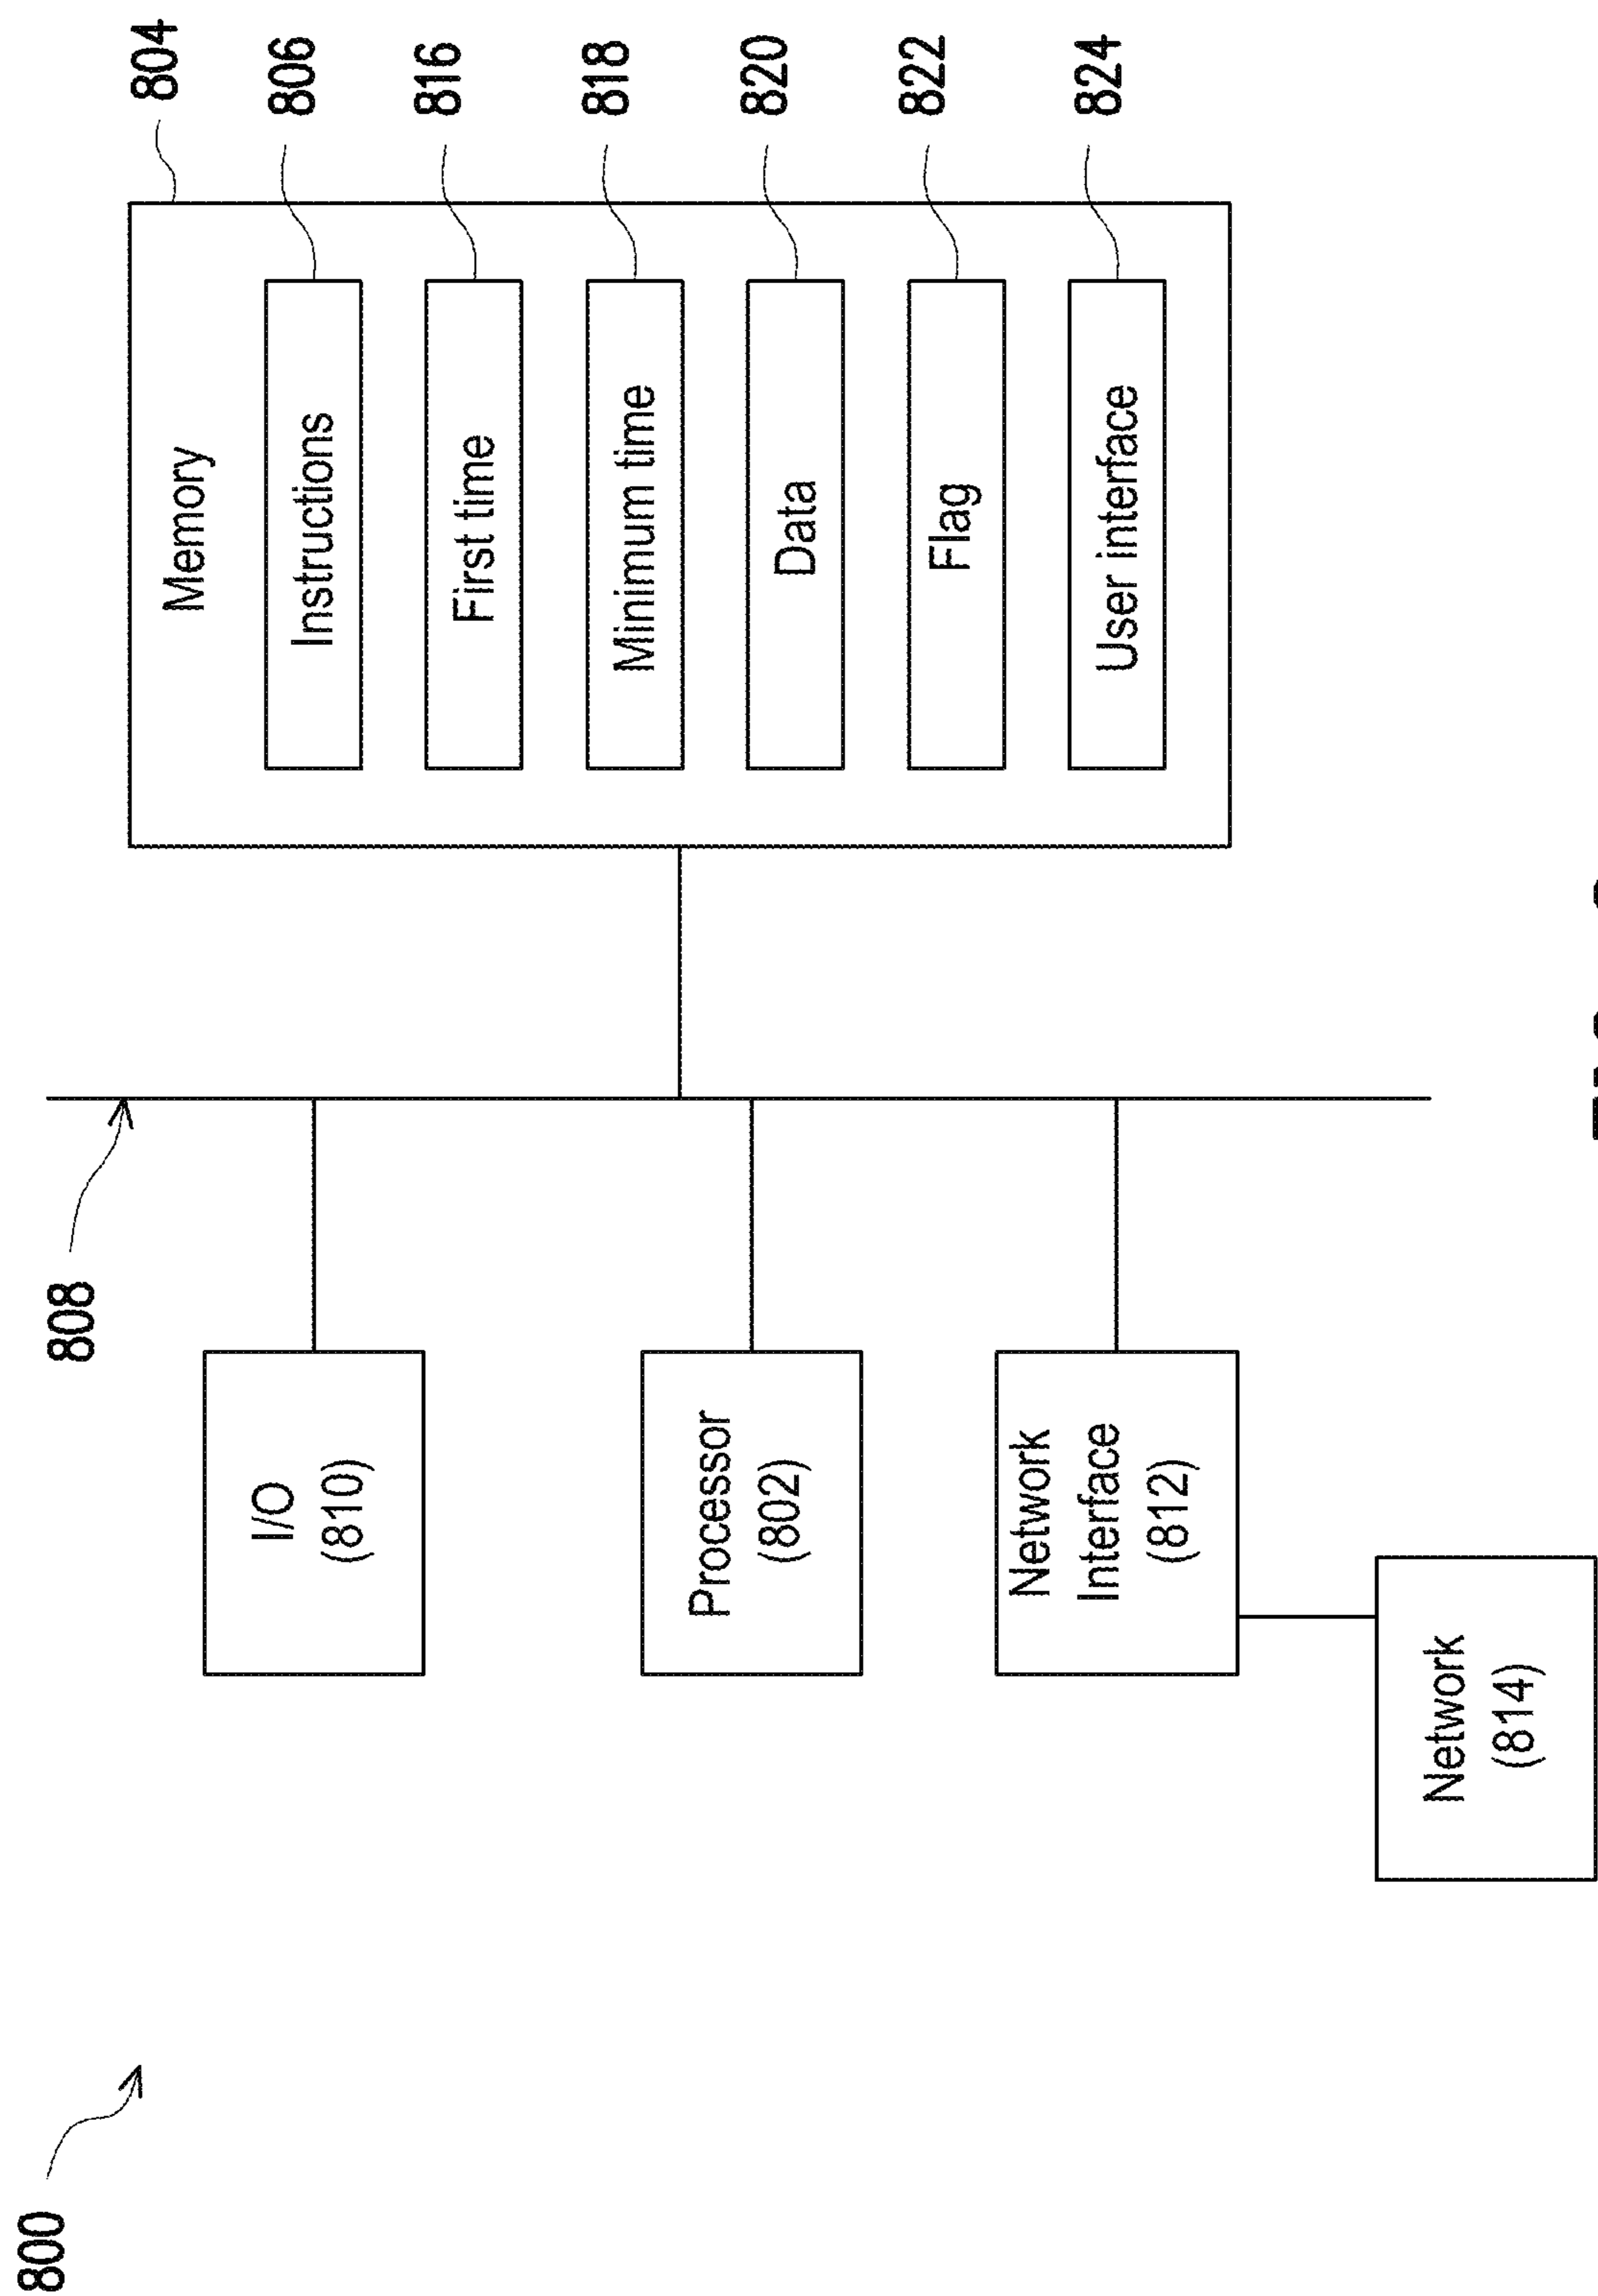 800
808
804
I/O
(810)
Processor
(802)
Network
Interface
(812)
Network
(814)
Memory
Instructions
806
First time
816
Minimum time
818
Data
820
Flag
822
User interface
824